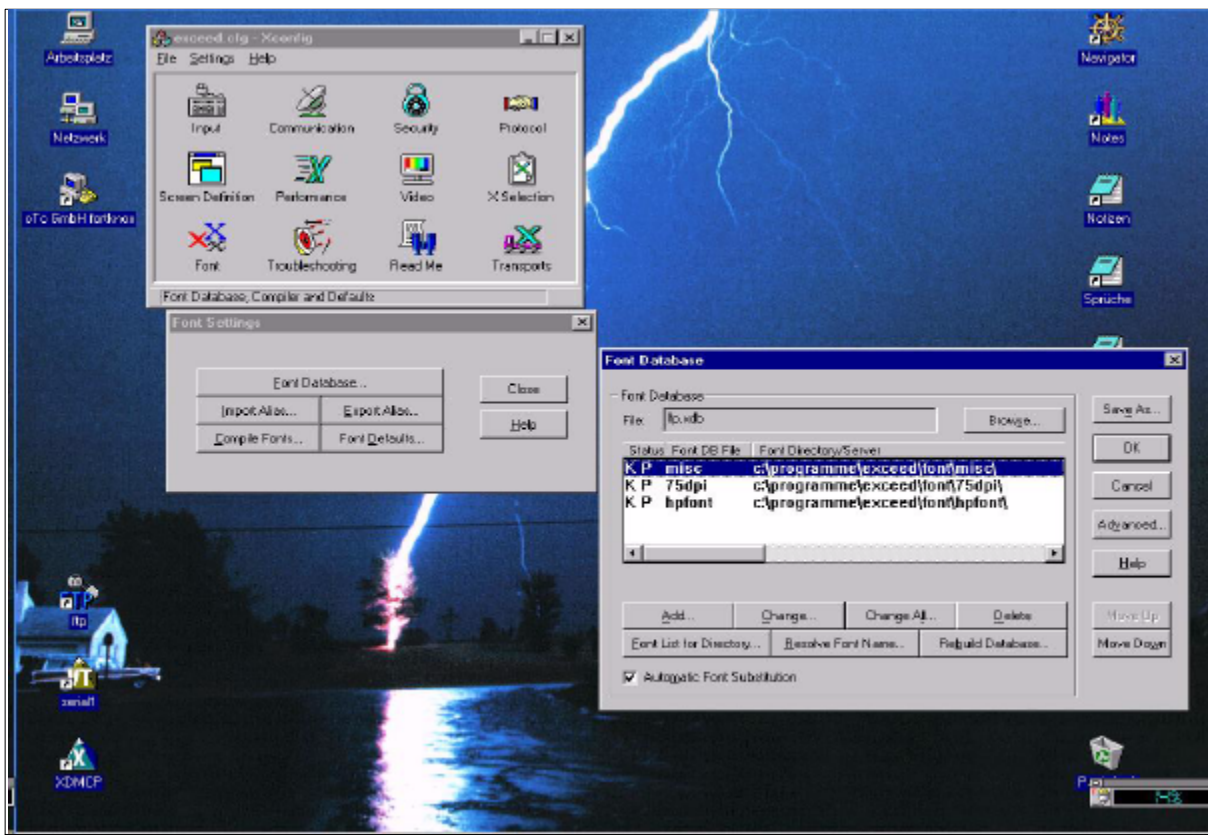 Arbeitsplatz
Netzwerk
exceed.cfg - Xconfig
File Settings Help
Input Communication Security Protocol
Screen Definition Performance Video X Selection
Font Troubleshooting Read Me Transports
Font Database, Compiler and Defaults
Font Settings
Font Database...
Import Alias... Export Alias...
Compile Fonts... Font Defaults...
Close
Help
Font Database
Font Database
File: Browse...
Status Font DB File Font Directory/Server
K P misc c:\programme\exceed\font\misc\
K P 75dpi c:\programme\exceed\font\75dpi\
K P hpfont c:\programme\exceed\font\hpfont\
Add... Change... Change All... Delete
Font List for Directory... Resolve Font Name... Rebuild Database...
Automatic Font Substitution
Save As...
OK
Cancel
Advanced...
Help
Move Up
Move Down
Navigator
Notes
Notizen
Sprüche
FTP
ftp
XDMCP